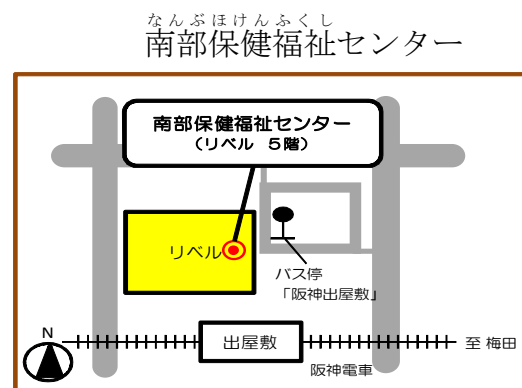 なんぶほけんふくし
南部保健福祉センター
南部保健福祉センター
（リベル ５階）
リベル
バス停
「阪神出屋敷」
N
出屋敷
至 梅田
阪神電車